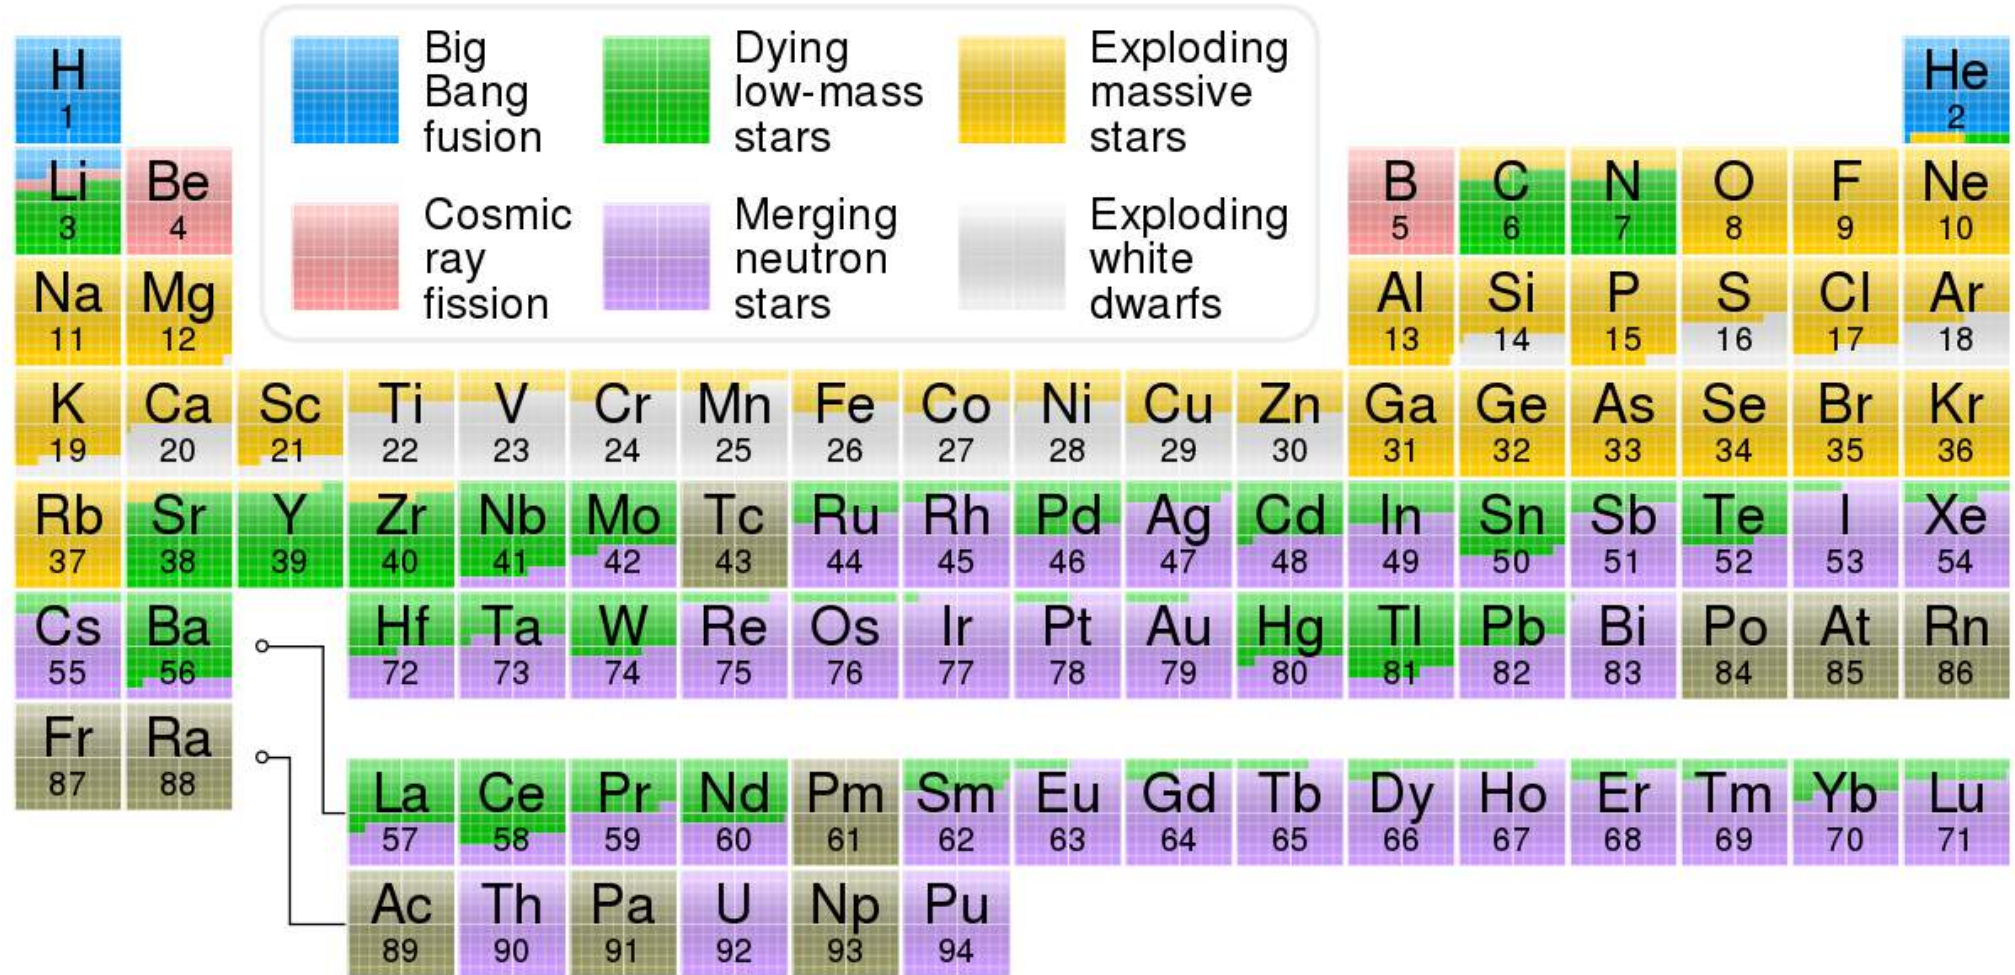 H
1
Big
Bang
fusion
Dying
low-mass
stars
Exploding
massive
stars
He
2
Li
3
Be
4
Cosmic
ray
fission
Merging
neutron
stars
Exploding
white
dwarfs
B
5
C
6
N
7
O
8
F
9
Ne
10
Na
11
Mg
12
Al
13
Si
14
P
15
S
16
Cl
17
Ar
18
K
19
Ca
20
Sc
21
Ti
22
V
23
Cr
24
Mn
25
Fe
26
Co
27
Ni
28
Cu
29
Zn
30
Ga
31
Ge
32
As
33
Se
34
Br
35
Kr
36
Rb
37
Sr
38
Y
39
Zr
40
Nb
41
Mo
42
Tc
43
Ru
44
Rh
45
Pd
46
Ag
47
Cd
48
In
49
Sn
50
Sb
51
Te
52
I
53
Xe
54
Cs
55
Ba
56
Hf
72
Ta
73
W
74
Re
75
Os
76
Ir
77
Pt
78
Au
79
Hg
80
Tl
81
Pb
82
Bi
83
Po
84
At
85
Rn
86
Fr
87
Ra
88
La
57
Ce
58
Pr
59
Nd
60
Pm
61
Sm
62
Eu
63
Gd
64
Tb
65
Dy
66
Ho
67
Er
68
Tm
69
Yb
70
Lu
71
Ac
89
Th
90
Pa
91
U
92
Np
93
Pu
94